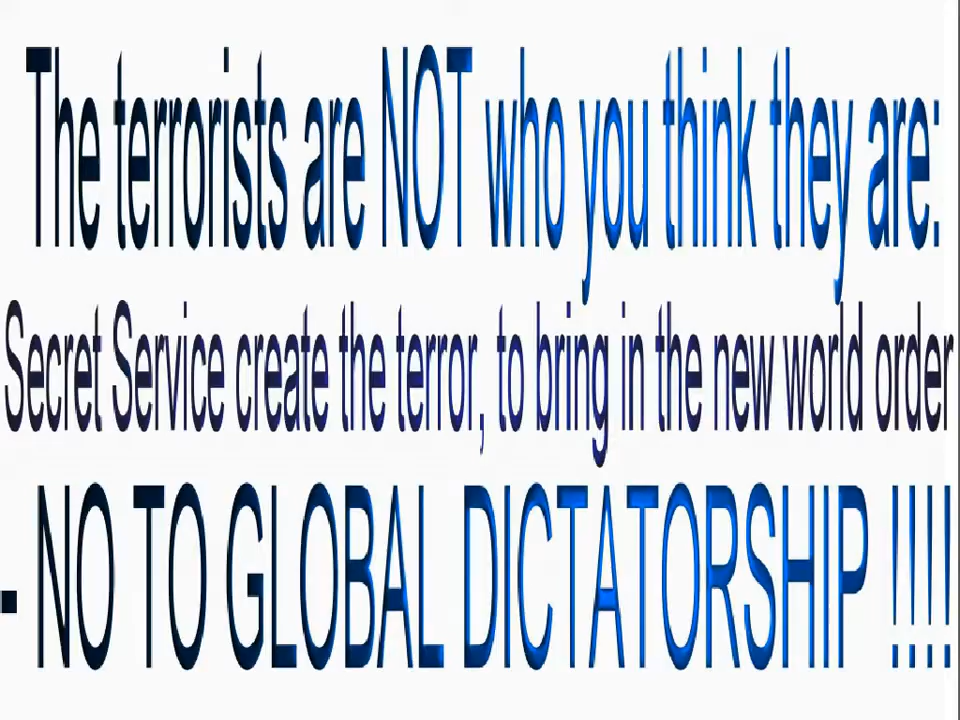 The terrorists are NOT who you think they are:
Secret Service create the terror, to bring in the new world order
- NO TO GLOBAL DICTATORSHIP !!!!